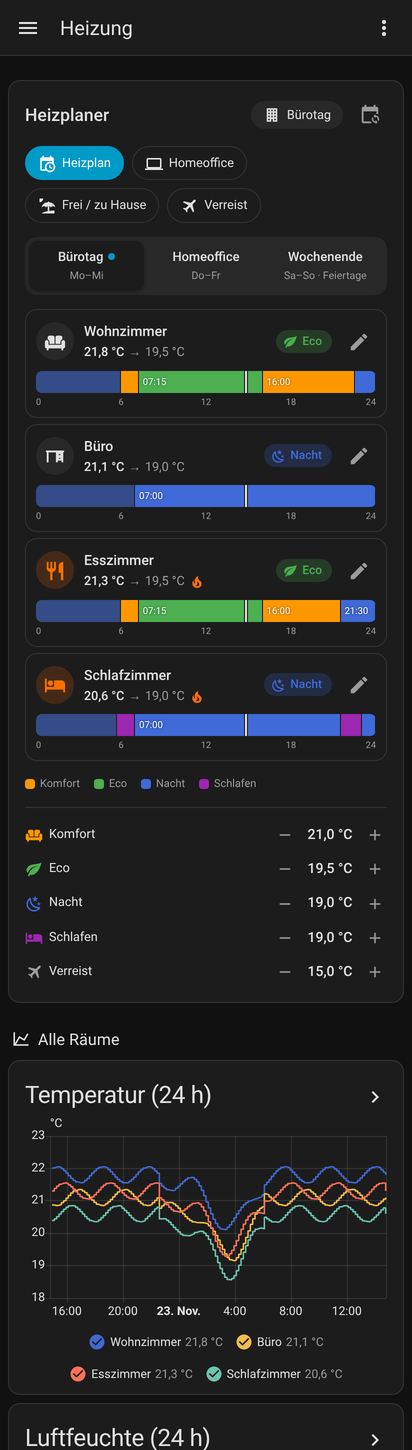 Heizung
Heizplaner
Bürotag
Heizplan
Homeoffice
Frei / zu Hause
Verreist
Bürotag Homeoffice Wochenende
Mo–Mi Do–Fr Sa–So · Feiertage
Wohnzimmer
21,8 °C → 19,5 °C
Eco
07:15 16:00
0 6 12 18 24
Büro
21,1 °C → 19,0 °C
Nacht
07:00
0 6 12 18 24
Esszimmer
21,3 °C → 19,5 °C
Eco
07:15 16:00 21:30
0 6 12 18 24
Schlafzimmer
20,6 °C → 19,0 °C
Nacht
07:00
0 6 12 18 24
Komfort Eco Nacht Schlafen
Komfort − 21,0 °C +
Eco − 19,5 °C +
Nacht − 19,0 °C +
Schlafen − 19,0 °C +
Verreist − 15,0 °C +
Alle Räume
Temperatur (24 h)
°C
23
22
21
20
19
18
16:00 20:00 23. Nov. 4:00 8:00 12:00
Wohnzimmer 21,8 °C Büro 21,1 °C
Esszimmer 21,3 °C Schlafzimmer 20,6 °C
Luftfeuchte (24 h)